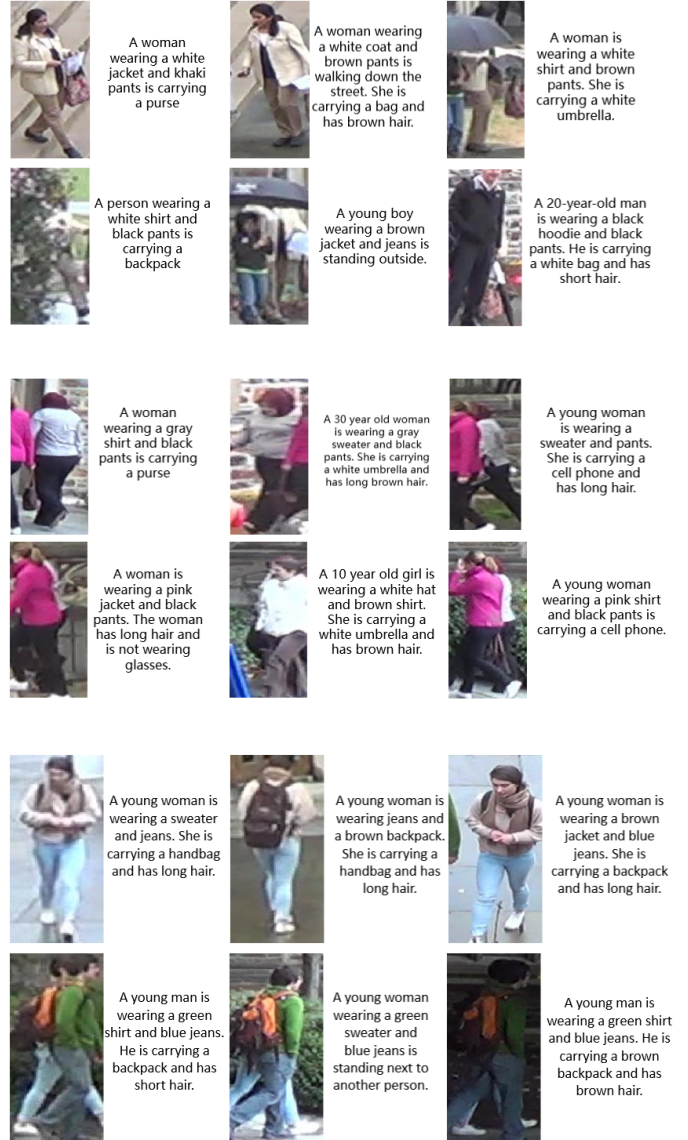 A woman
wearing a white
jacket and khaki
pants is carrying
a purse
A woman wearing
a white coat and
brown pants is
walking down the
street. She is
carrying a bag and
has brown hair.
A woman is
wearing a white
shirt and brown
pants. She is
carrying a white
umbrella.
A person wearing a
white shirt and
black pants is
carrying a
backpack
A young boy
wearing a brown
jacket and jeans is
standing outside.
A 20-year-old man
is wearing a black
hoodie and black
pants. He is carrying
a white bag and has
short hair.
A woman
wearing a gray
shirt and black
pants is carrying
a purse
A 30 year old woman
is wearing a gray
sweater and black
pants. She is carrying
a white umbrella and
has long brown hair.
A young woman
is wearing a
sweater and pants.
She is carrying a
cell phone and
has long hair.
A woman is
wearing a pink
jacket and black
pants. The woman
has long hair and
is not wearing
glasses.
A 10 year old girl is
wearing a white hat
and brown shirt.
She is carrying a
white umbrella and
has brown hair.
A young woman
wearing a pink shirt
and black pants is
carrying a cell phone.
A young woman is
wearing a sweater
and jeans. She is
carrying a handbag
and has long hair.
A young woman is
wearing jeans and
a brown backpack.
She is carrying a
handbag and has
long hair.
A young woman is
wearing a brown
jacket and blue
jeans. She is
carrying a backpack
and has long hair.
A young man is
wearing a green
shirt and blue jeans.
He is carrying a
backpack and has
short hair.
A young woman
wearing a green
sweater and
blue jeans is
standing next to
another person.
A young man is
wearing a green shirt
and blue jeans. He is
carrying a brown
backpack and has
brown hair.